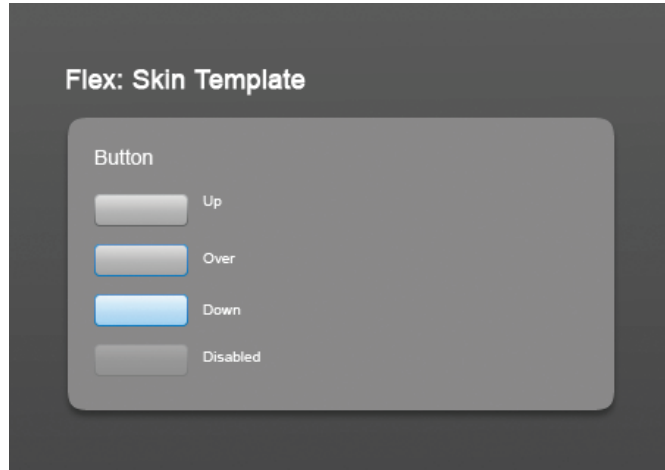 Flex: Skin Template
Button
Up
Over
Down
Disabled